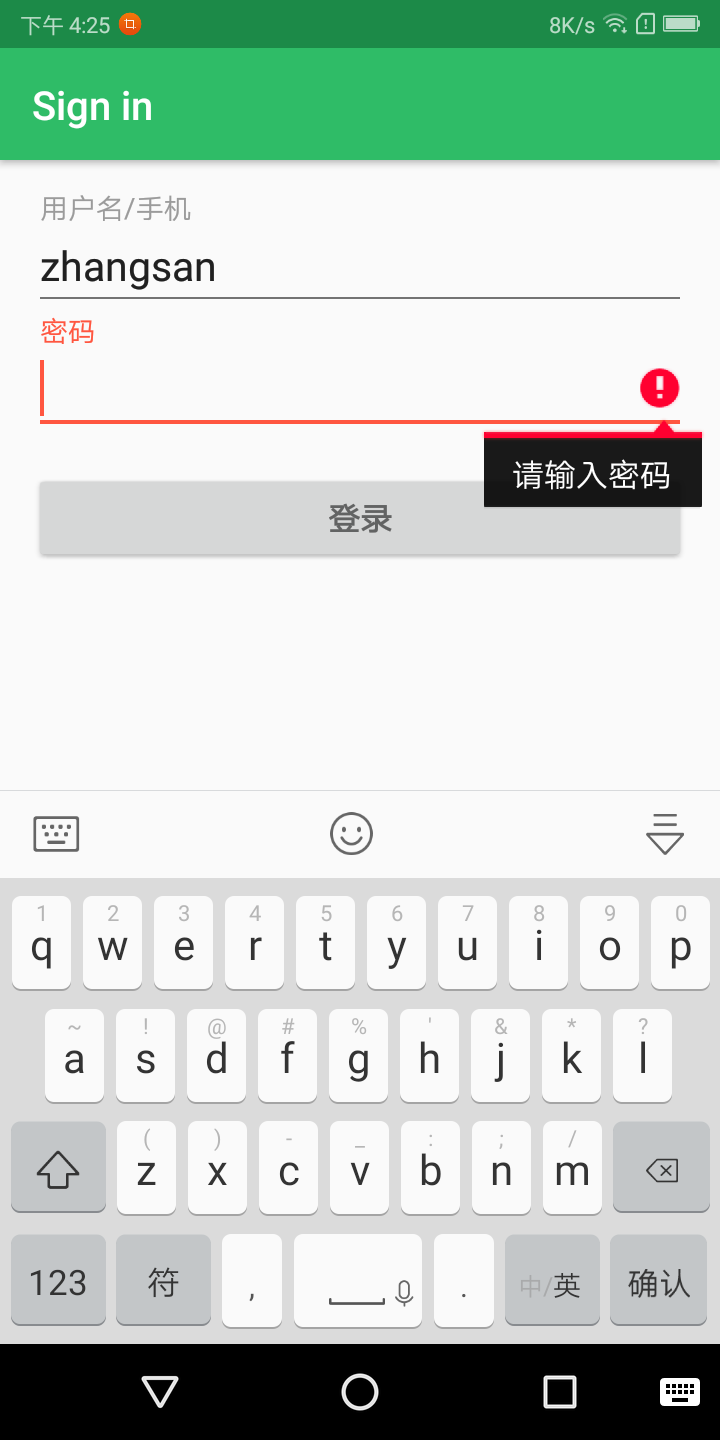 下午 4:25 8K/s
Sign in
用户名/手机
zhangsan
密码
请输入密码
登录
1 2 3 4 5 6 7 8 9 0
q w e r t y u i o p
~ ! @ # % ' & * ?
a s d f g h j k l
( ) - _ : ; /
z x c v b n m
123 符 , . 中/英 确认